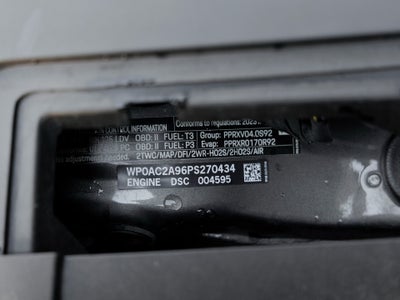 Conforms to regulations: 2023
CONTROL
LDV OBD: II FUEL: T3 Group: PPRXV04.0S92
PC OBD: II FUEL: P3 Evap: PPRXR0170R92
2TWC/MAP/DFI/2WR-HO2S/2HO2S/AIR
WP0AC2A96PS270434
ENGINE DSC 004595